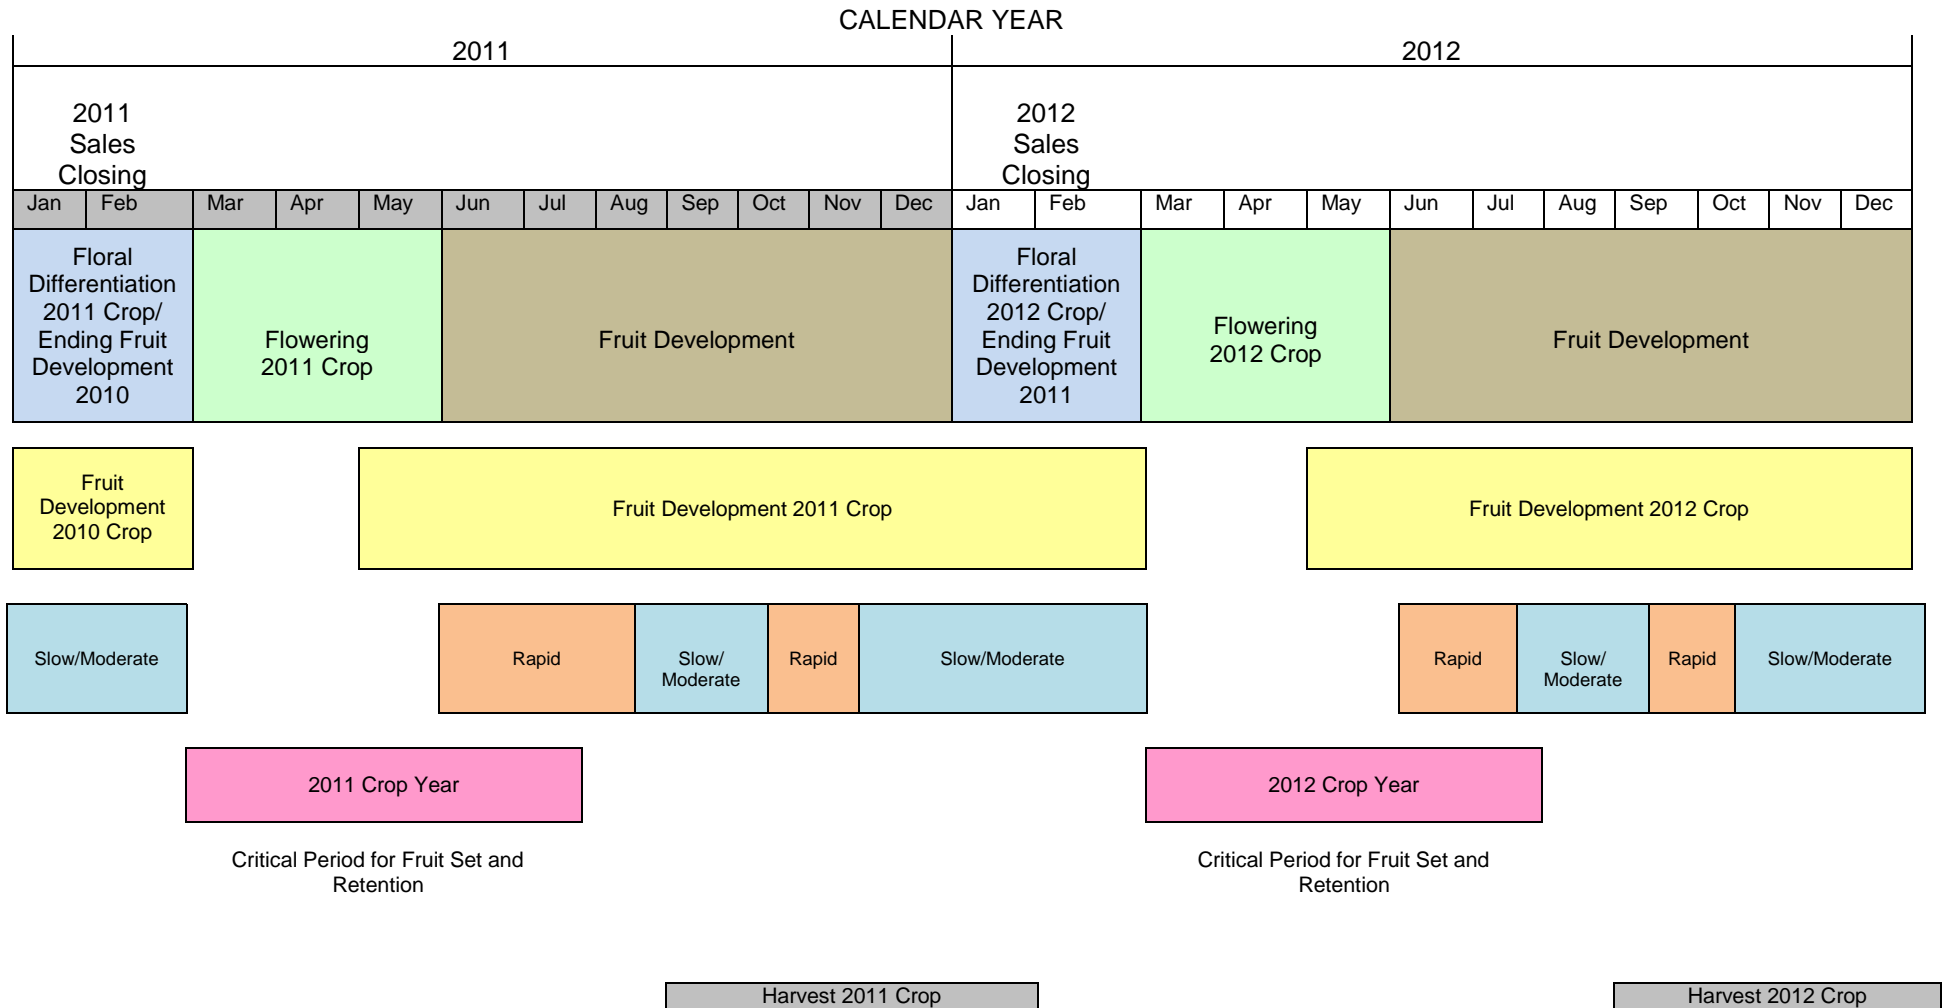 CALENDAR YEAR
2011
2012
2011
Sales
Closing
2012
Sales
Closing
Jan Feb Mar Apr May Jun Jul Aug Sep Oct Nov Dec Jan Feb Mar Apr May Jun Jul Aug Sep Oct Nov Dec
Floral
Differentiation
2011 Crop/
Ending Fruit
Development
2010
Flowering
2011 Crop
Fruit Development
Floral
Differentiation
2012 Crop/
Ending Fruit
Development
2011
Flowering
2012 Crop
Fruit Development
Fruit
Development
2010 Crop
Fruit Development 2011 Crop
Fruit Development 2012 Crop
Slow/Moderate
Rapid
Slow/
Moderate
Rapid
Slow/Moderate
Rapid
Slow/
Moderate
Rapid
Slow/Moderate
2011 Crop Year
2012 Crop Year
Critical Period for Fruit Set and
Retention
Critical Period for Fruit Set and
Retention
Harvest 2011 Crop
Harvest 2012 Crop